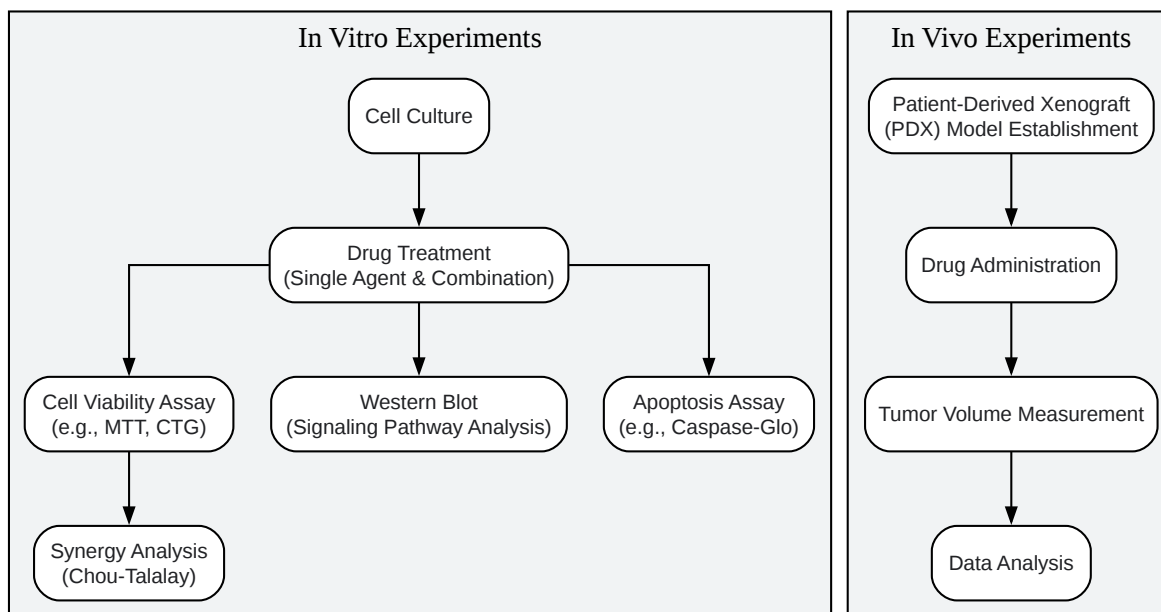 In Vitro Experiments
Cell Culture
Drug Treatment
(Single Agent & Combination)
Cell Viability Assay
(e.g., MTT, CTG)
Western Blot
(Signaling Pathway Analysis)
Apoptosis Assay
(e.g., Caspase-Glo)
Synergy Analysis
(Chou-Talalay)
In Vivo Experiments
Patient-Derived Xenograft
(PDX) Model Establishment
Drug Administration
Tumor Volume Measurement
Data Analysis